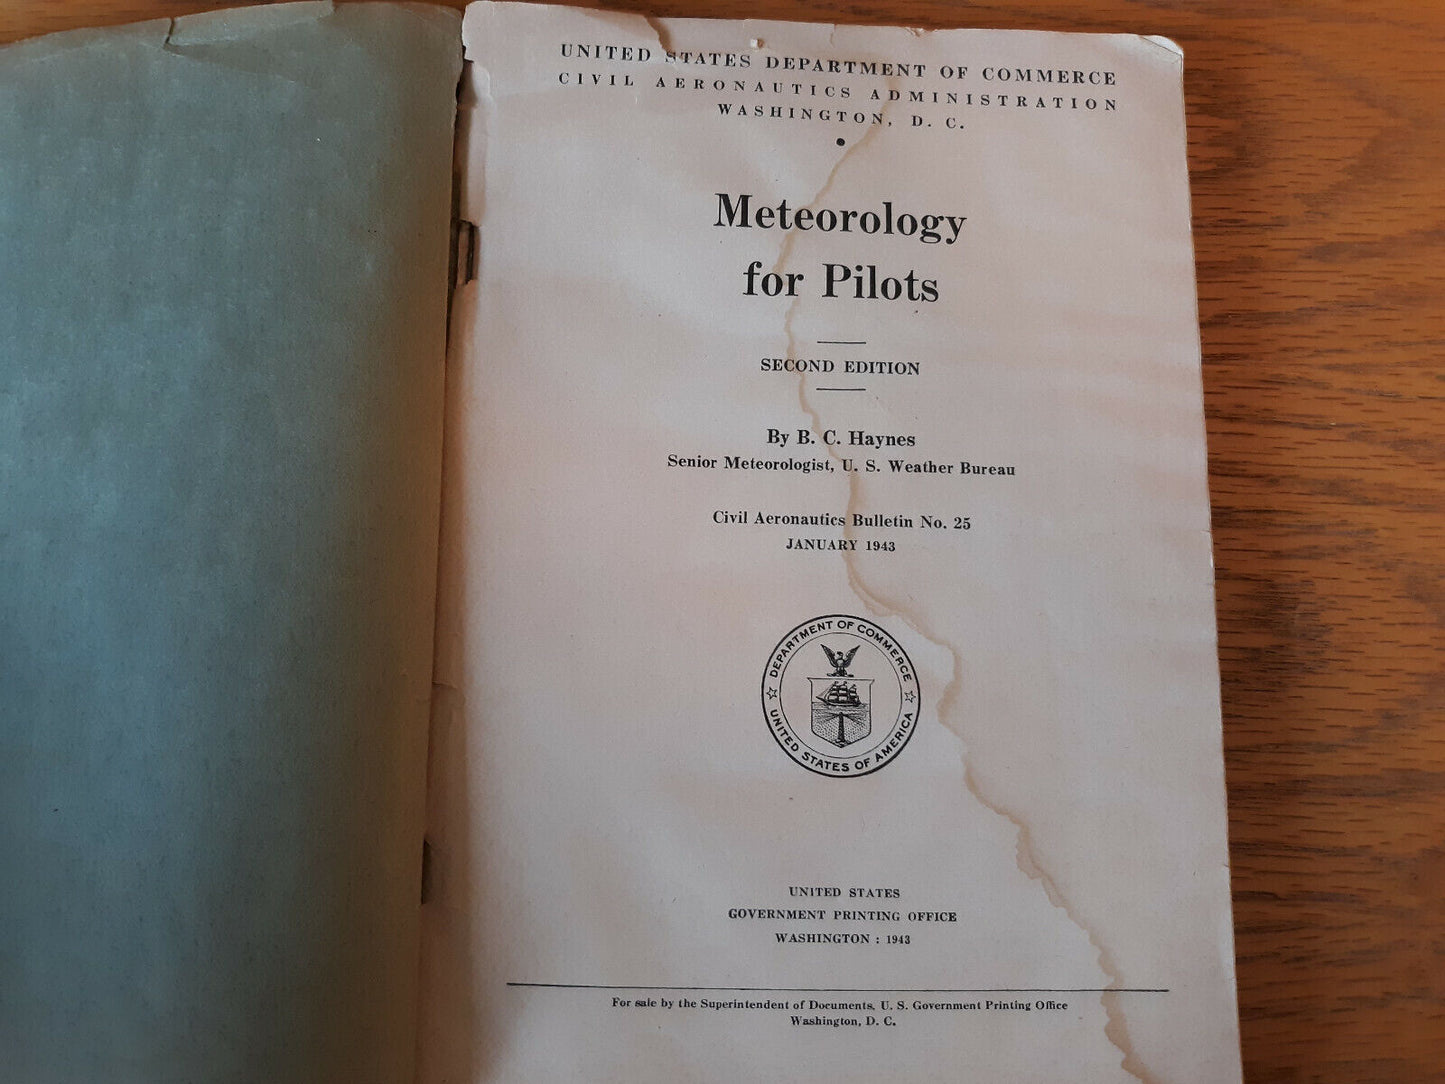 UNITED STATES DEPARTMENT OF COMMERCE
CIVIL AERONAUTICS ADMINISTRATION
WASHINGTON, D. C.
Meteorology
for Pilots
SECOND EDITION
By B. C. Haynes
Senior Meteorologist, U. S. Weather Bureau
Civil Aeronautics Bulletin No. 25
JANUARY 1943
DEPARTMENT OF COMMERCE
UNITED STATES OF AMERICA
UNITED STATES
GOVERNMENT PRINTING OFFICE
WASHINGTON : 1943
For sale by the Superintendent of Documents, U. S. Government Printing Office
Washington, D. C.